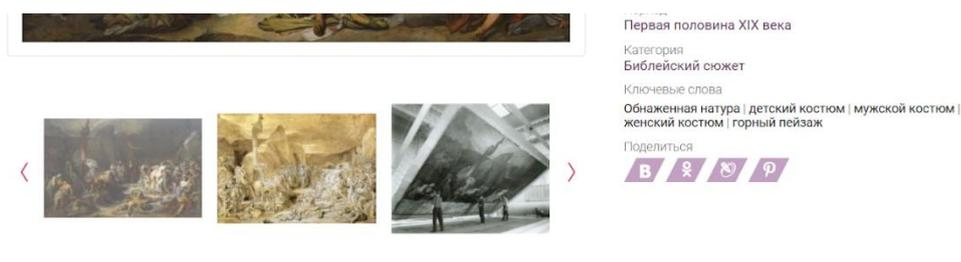 Первая половина XIX века
Категория
Библейский сюжет
Ключевые слова
Обнаженная натура | детский костюм | мужской костюм |
женский костюм | горный пейзаж
Поделиться